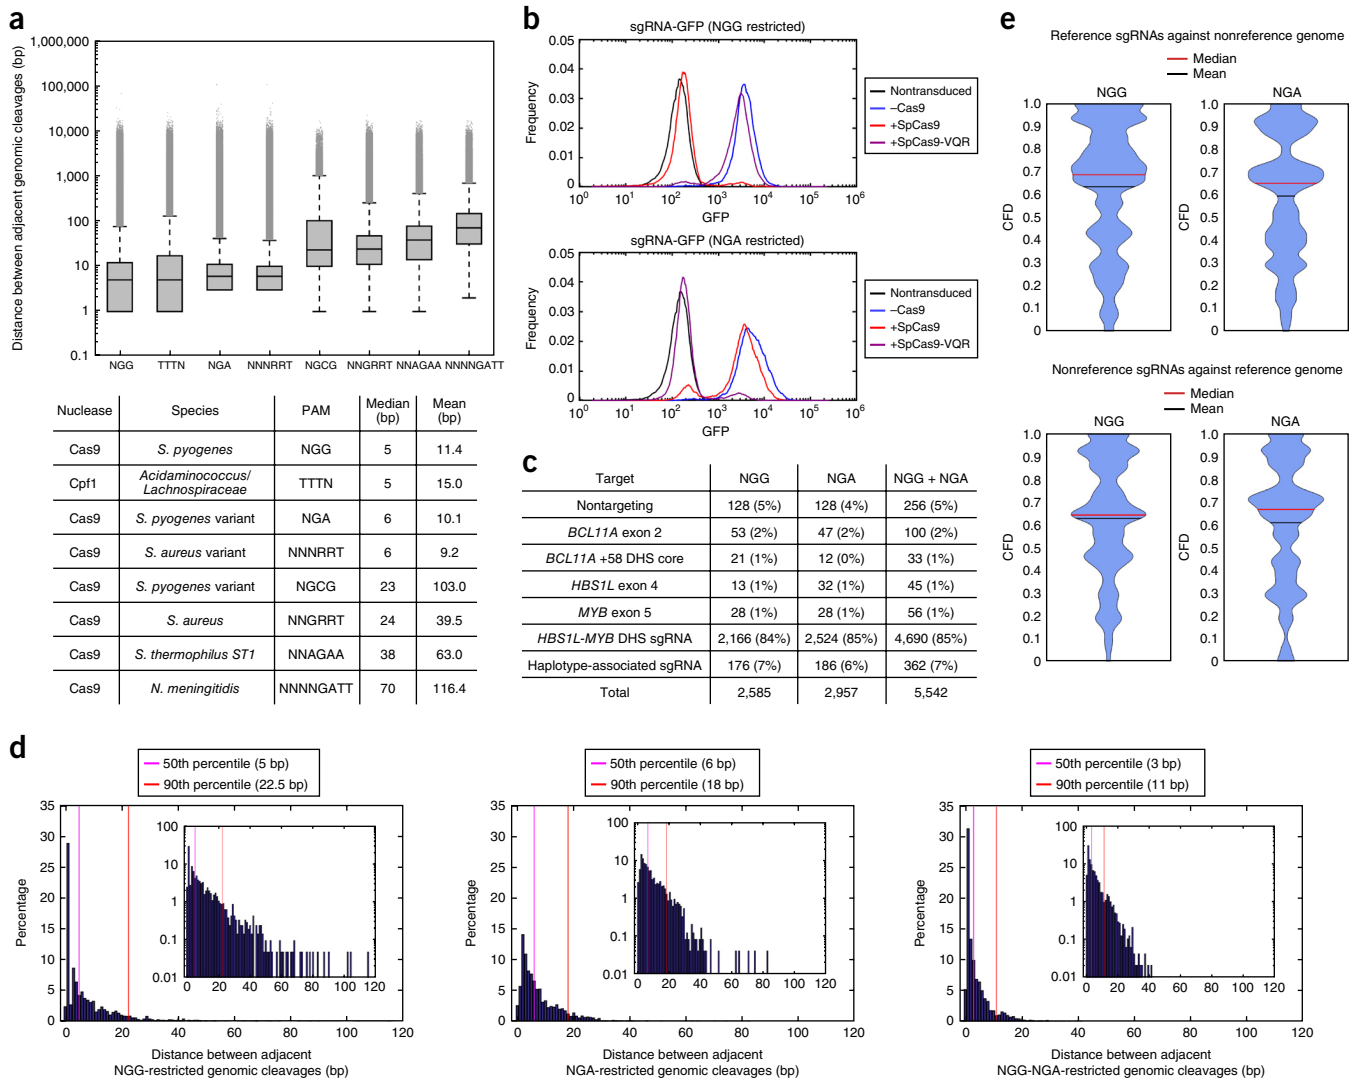 a
Distance between adjacent genomic cleavages (bp)
1,000,000
100,000
10,000
1,000
100
10
1
0.1
NGG TTTN NGA NNNRRT NGCG NNGRRT NNAGAA NNNNGATT
Nuclease Species PAM Median (bp) Mean (bp)
Cas9 S. pyogenes NGG 5 11.4
Cpf1 Acidaminococcus/ Lachnospiraceae TTTN 5 15.0
Cas9 S. pyogenes variant NGA 6 10.1
Cas9 S. aureus variant NNNRRT 6 9.2
Cas9 S. pyogenes variant NGCG 23 103.0
Cas9 S. aureus NNGRRT 24 39.5
Cas9 S. thermophilus ST1 NNAGAA 38 63.0
Cas9 N. meningitidis NNNNGATT 70 116.4
b
sgRNA-GFP (NGG restricted)
Frequency
0.05
0.04
0.03
0.02
0.01
0
10^0 10^1 10^2 10^3 10^4 10^5 10^6
GFP
Nontransduced
–Cas9
+SpCas9
+SpCas9-VQR
sgRNA-GFP (NGA restricted)
Frequency
0.05
0.04
0.03
0.02
0.01
0
10^0 10^1 10^2 10^3 10^4 10^5 10^6
GFP
Nontransduced
–Cas9
+SpCas9
+SpCas9-VQR
c
Target NGG NGA NGG + NGA
Nontargeting 128 (5%) 128 (4%) 256 (5%)
BCL11A exon 2 53 (2%) 47 (2%) 100 (2%)
BCL11A +58 DHS core 21 (1%) 12 (0%) 33 (1%)
HBS1L exon 4 13 (1%) 32 (1%) 45 (1%)
MYB exon 5 28 (1%) 28 (1%) 56 (1%)
HBS1L-MYB DHS sgRNA 2,166 (84%) 2,524 (85%) 4,690 (85%)
Haplotype-associated sgRNA 176 (7%) 186 (6%) 362 (7%)
Total 2,585 2,957 5,542
d
50th percentile (5 bp)
90th percentile (22.5 bp)
Percentage
35
30
25
20
15
10
5
0
0 20 40 60 80 100 120
100
10
1
0.1
0.01
0 20 40 60 80 100 120
Distance between adjacent
NGG-restricted genomic cleavages (bp)
50th percentile (6 bp)
90th percentile (18 bp)
Percentage
35
30
25
20
15
10
5
0
0 20 40 60 80 100 120
100
10
1
0.1
0.01
0 20 40 60 80 100 120
Distance between adjacent
NGA-restricted genomic cleavages (bp)
50th percentile (3 bp)
90th percentile (11 bp)
Percentage
35
30
25
20
15
10
5
0
0 20 40 60 80 100 120
100
10
1
0.1
0.01
0 20 40 60 80 100 120
Distance between adjacent
NGG-NGA-restricted genomic cleavages (bp)
e
Reference sgRNAs against nonreference genome
Median
Mean
NGG
CFD
1.0
0.9
0.8
0.7
0.6
0.5
0.4
0.3
0.2
0.1
0
NGA
CFD
1.0
0.9
0.8
0.7
0.6
0.5
0.4
0.3
0.2
0.1
0
Nonreference sgRNAs against reference genome
Median
Mean
NGG
CFD
1.0
0.9
0.8
0.7
0.6
0.5
0.4
0.3
0.2
0.1
0
NGA
CFD
1.0
0.9
0.8
0.7
0.6
0.5
0.4
0.3
0.2
0.1
0